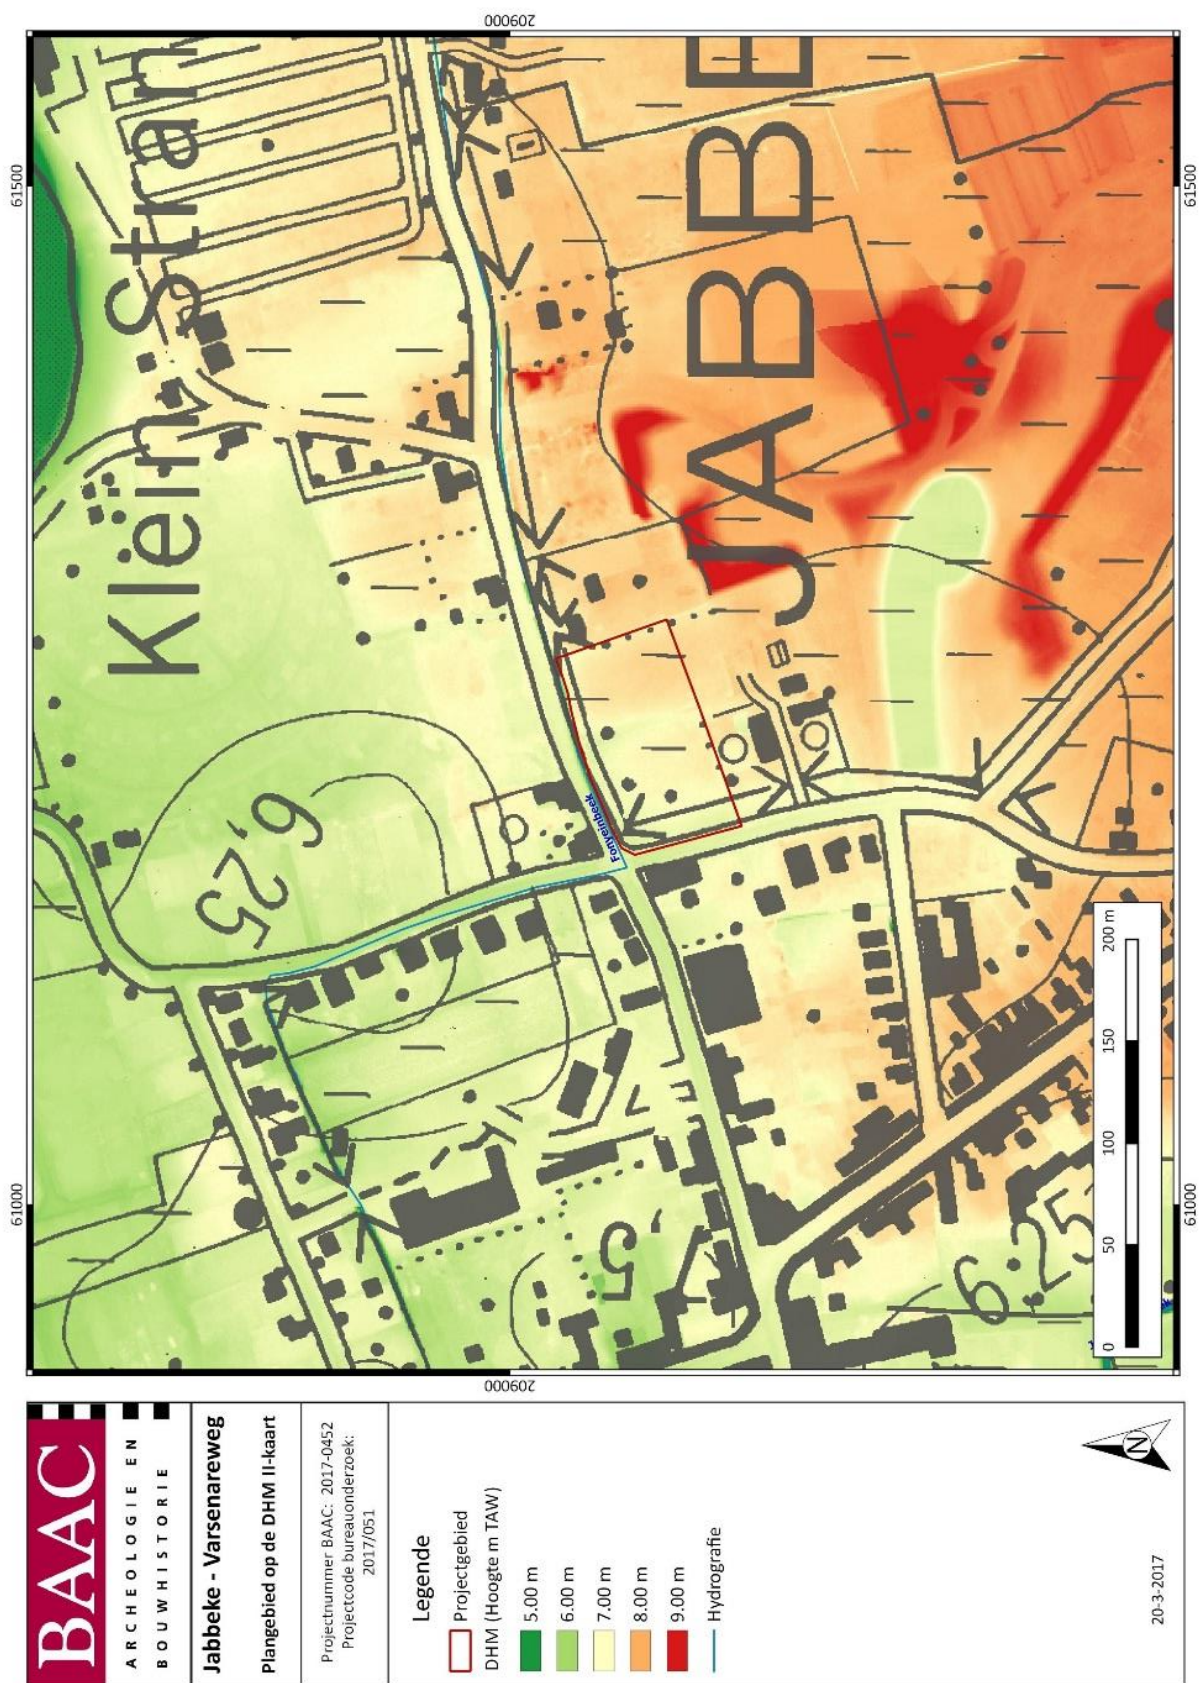 BAAC
ARCHEOLOGIE EN
BOUWHISTORIE
Jabbeke - Varsenareweg
Plangebied op de DHM II-kaart
Projectnummer BAAC: 2017-0452
Projectcode bureauonderzoek:
2017/051
Legende
Projectgebied
DHM (Hoogte m TAW)
5.00 m
6.00 m
7.00 m
8.00 m
9.00 m
Hydrografie
20-3-2017
N
61000
61500
209000
209000
61000
61500
Klein Stran
JABBE
6.25
6.25
.5
0
50
100
150
200 m